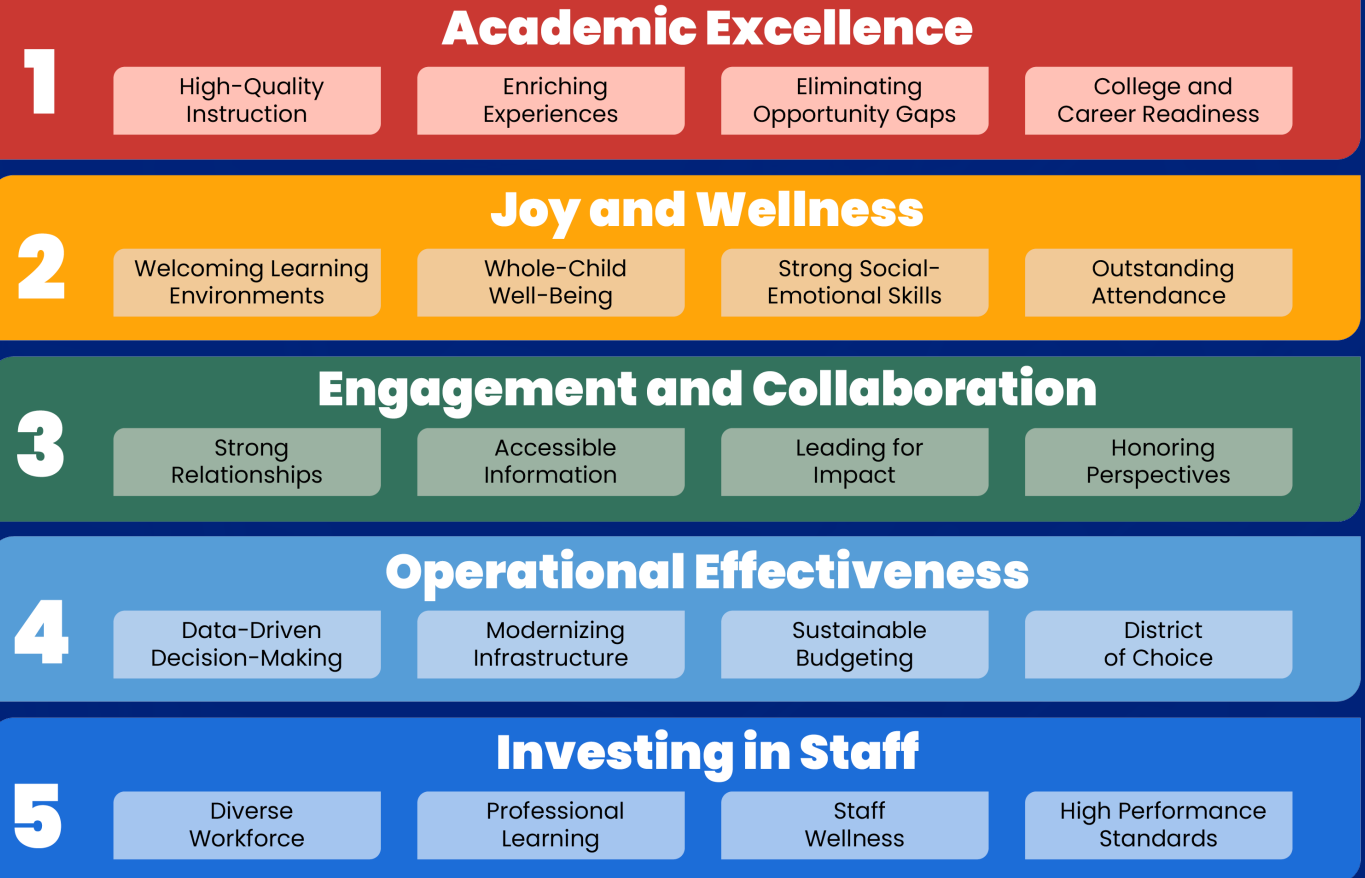 Academic Excellence
1
High-Quality
Instruction
Enriching
Experiences
Eliminating
Opportunity Gaps
College and
Career Readiness
Joy and Wellness
2
Welcoming Learning
Environments
Whole-Child
Well-Being
Strong Social-
Emotional Skills
Outstanding
Attendance
Engagement and Collaboration
3
Strong
Relationships
Accessible
Information
Leading for
Impact
Honoring
Perspectives
Operational Effectiveness
4
Data-Driven
Decision-Making
Modernizing
Infrastructure
Sustainable
Budgeting
District
of Choice
Investing in Staff
5
Diverse
Workforce
Professional
Learning
Staff
Wellness
High Performance
Standards